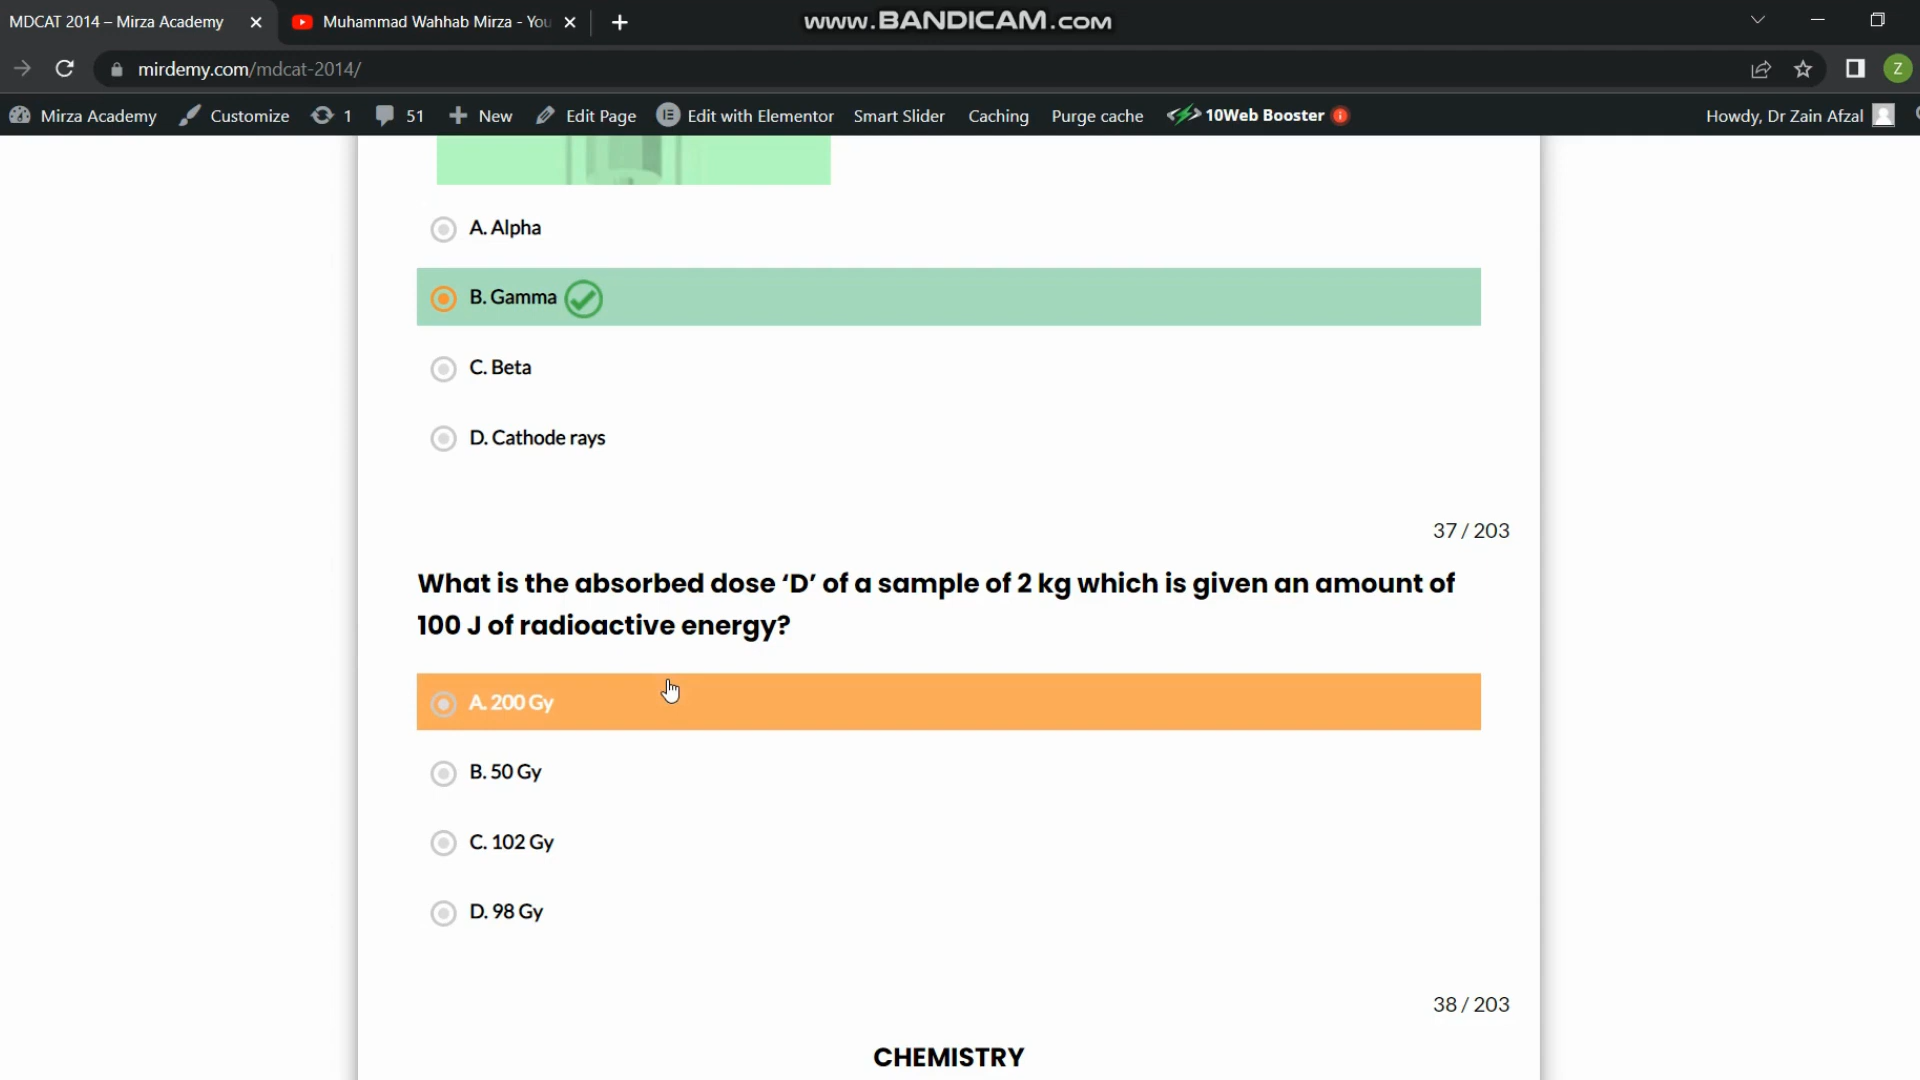 MDCAT 2014 – Mirza Academy
Muhammad Wahhab Mirza - You
www.BANDICAM.com
mirdemy.com/mdcat-2014/
Z
Mirza Academy
Customize
1
51
New
Edit Page
Edit with Elementor
Smart Slider
Caching
Purge cache
10Web Booster
Howdy, Dr Zain Afzal
A. Alpha
B. Gamma
C. Beta
D. Cathode rays
37 / 203
What is the absorbed dose ‘D’ of a sample of 2 kg which is given an amount of
100 J of radioactive energy?
A. 200 Gy
B. 50 Gy
C. 102 Gy
D. 98 Gy
38 / 203
CHEMISTRY